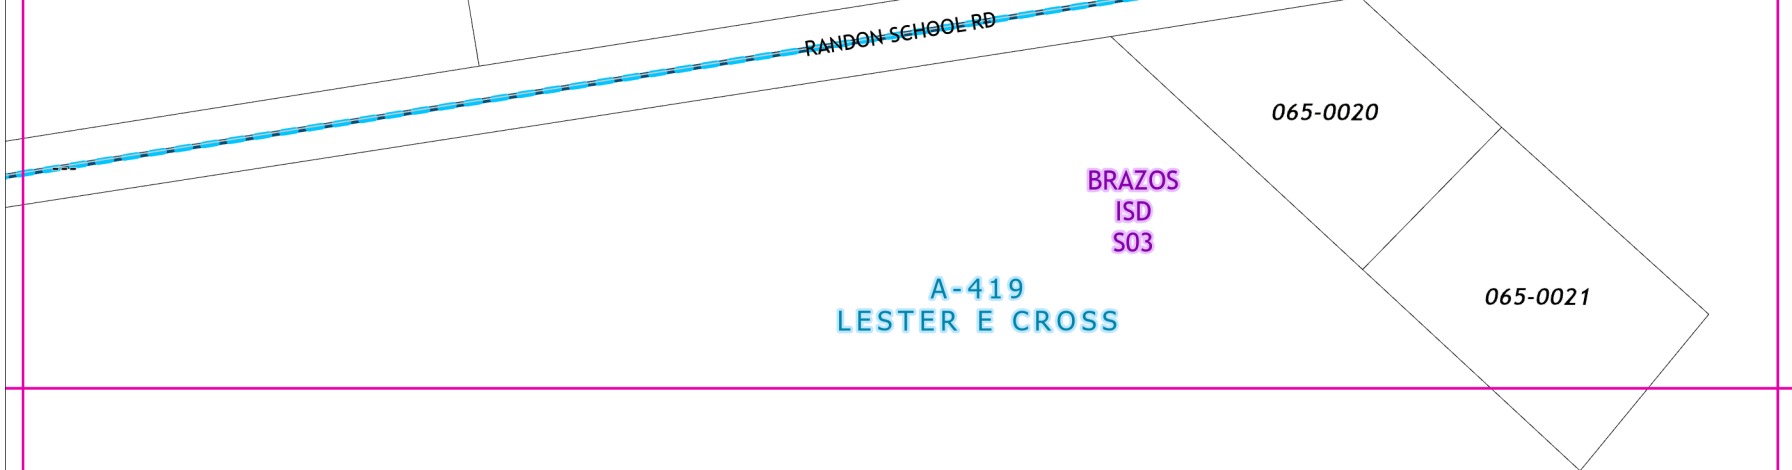 RANDON SCHOOL RD
065-0020
BRAZOS
ISD
S03
A-419
LESTER E CROSS
065-0021